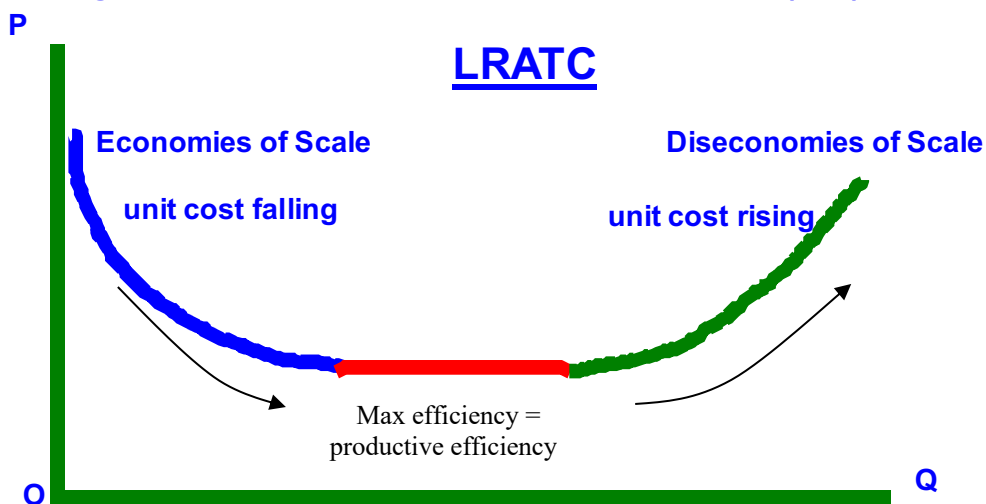 P
LRATC
Economies of Scale
Diseconomies of Scale
unit cost falling
unit cost rising
Max efficiency =
productive efficiency
O
Q